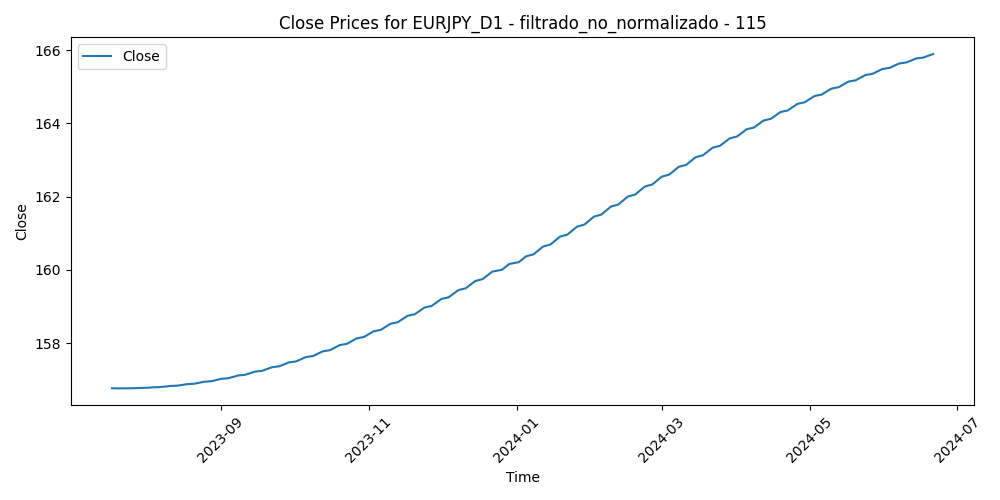 Close Prices for EURJPY_D1 - filtrado_no_normalizado - 115
Close
166
164
162
160
158
Close
2023-09
2023-11
2024-01
2024-03
2024-05
2024-07
Time